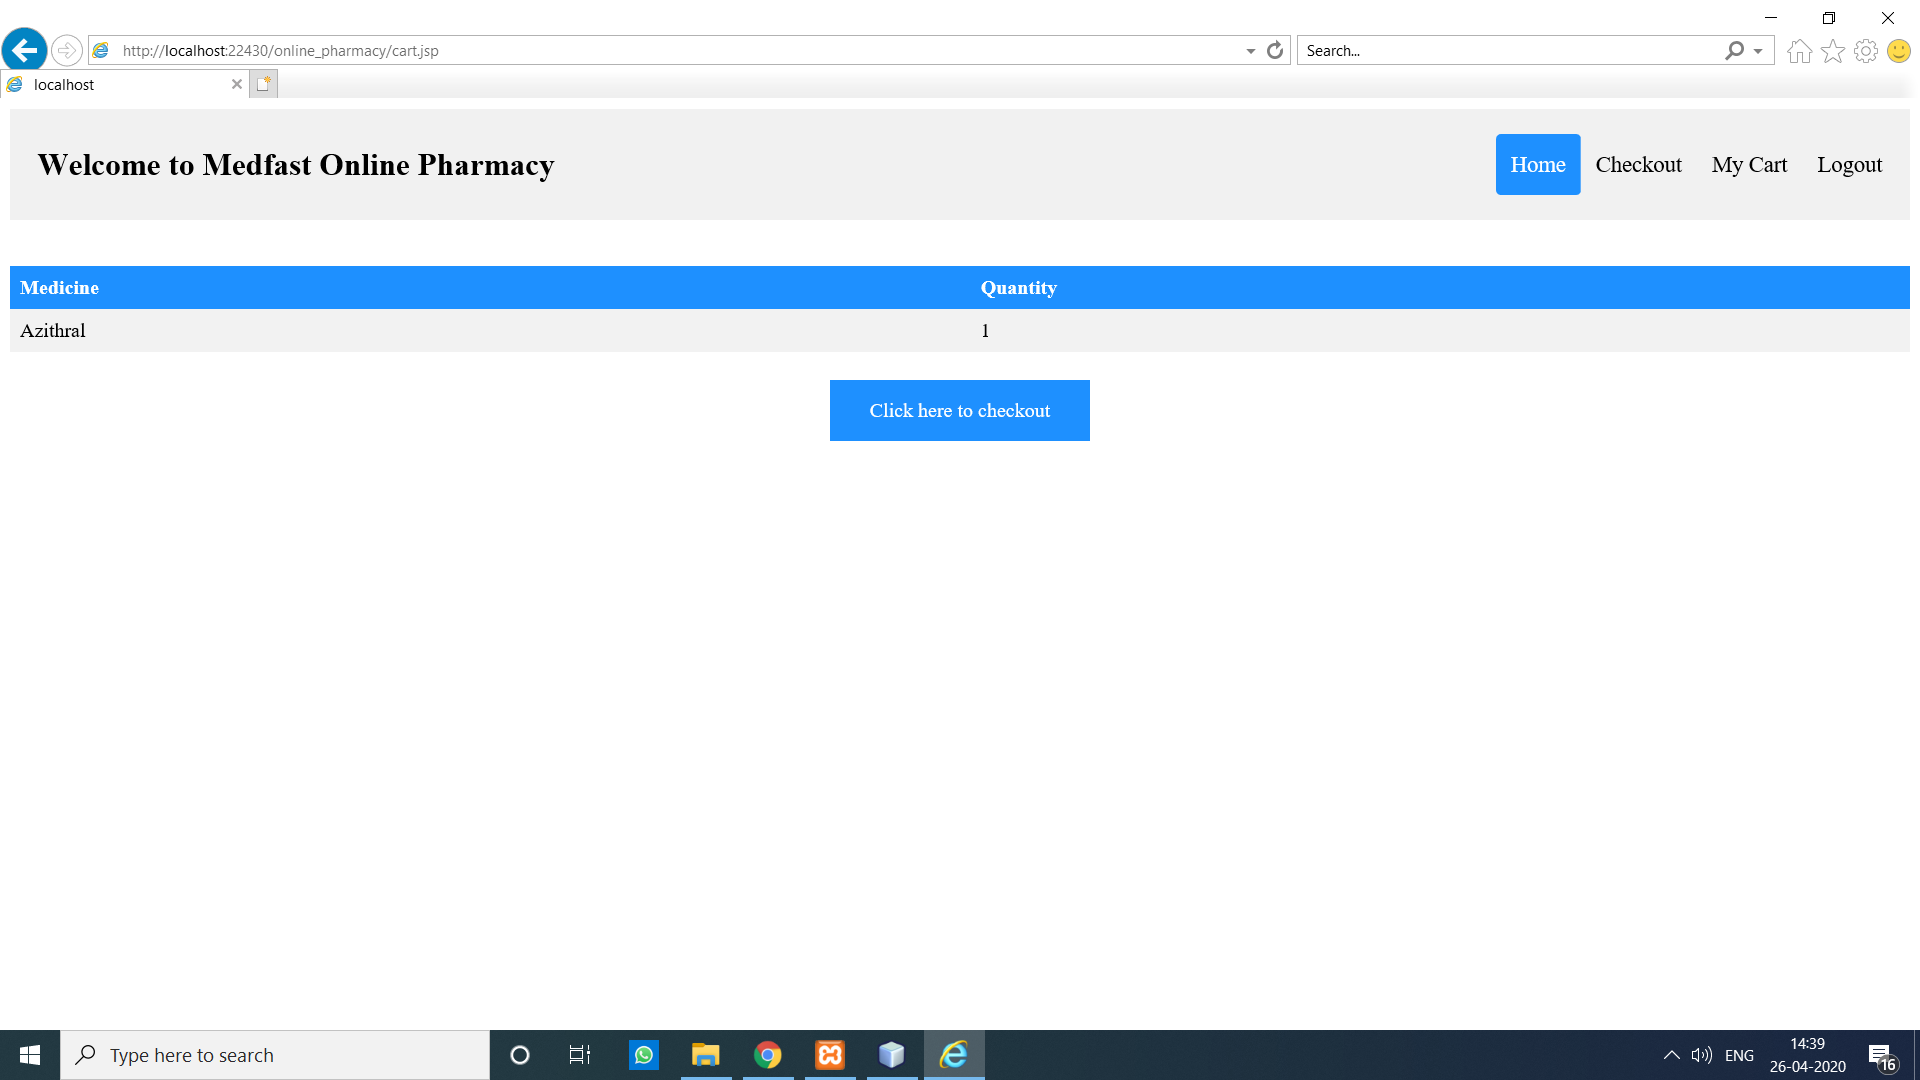 http://localhost:22430/online_pharmacy/cart.jsp
Search...
localhost
Welcome to Medfast Online Pharmacy
Home Checkout My Cart Logout
Medicine Quantity
Azithral 1
Click here to checkout
Type here to search
ENG
14:39
26-04-2020
16